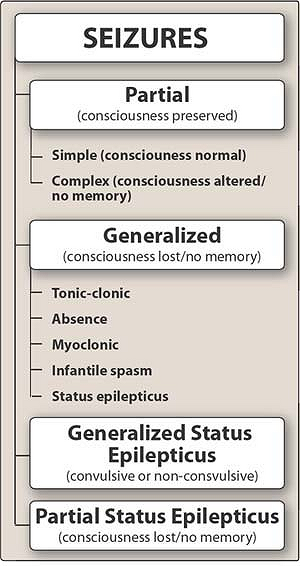 SEIZURES
Partial
(consciousness preserved)
Simple (consciouness normal)
Complex (consciousness altered/
no memory)
Generalized
(consciousness lost/no memory)
Tonic-clonic
Absence
Myoclonic
Infantile spasm
Status epilepticus
Generalized Status
Epilepticus
(convulsive or non-consvulsive)
Partial Status Epilepticus
(consciousness lost/no memory)